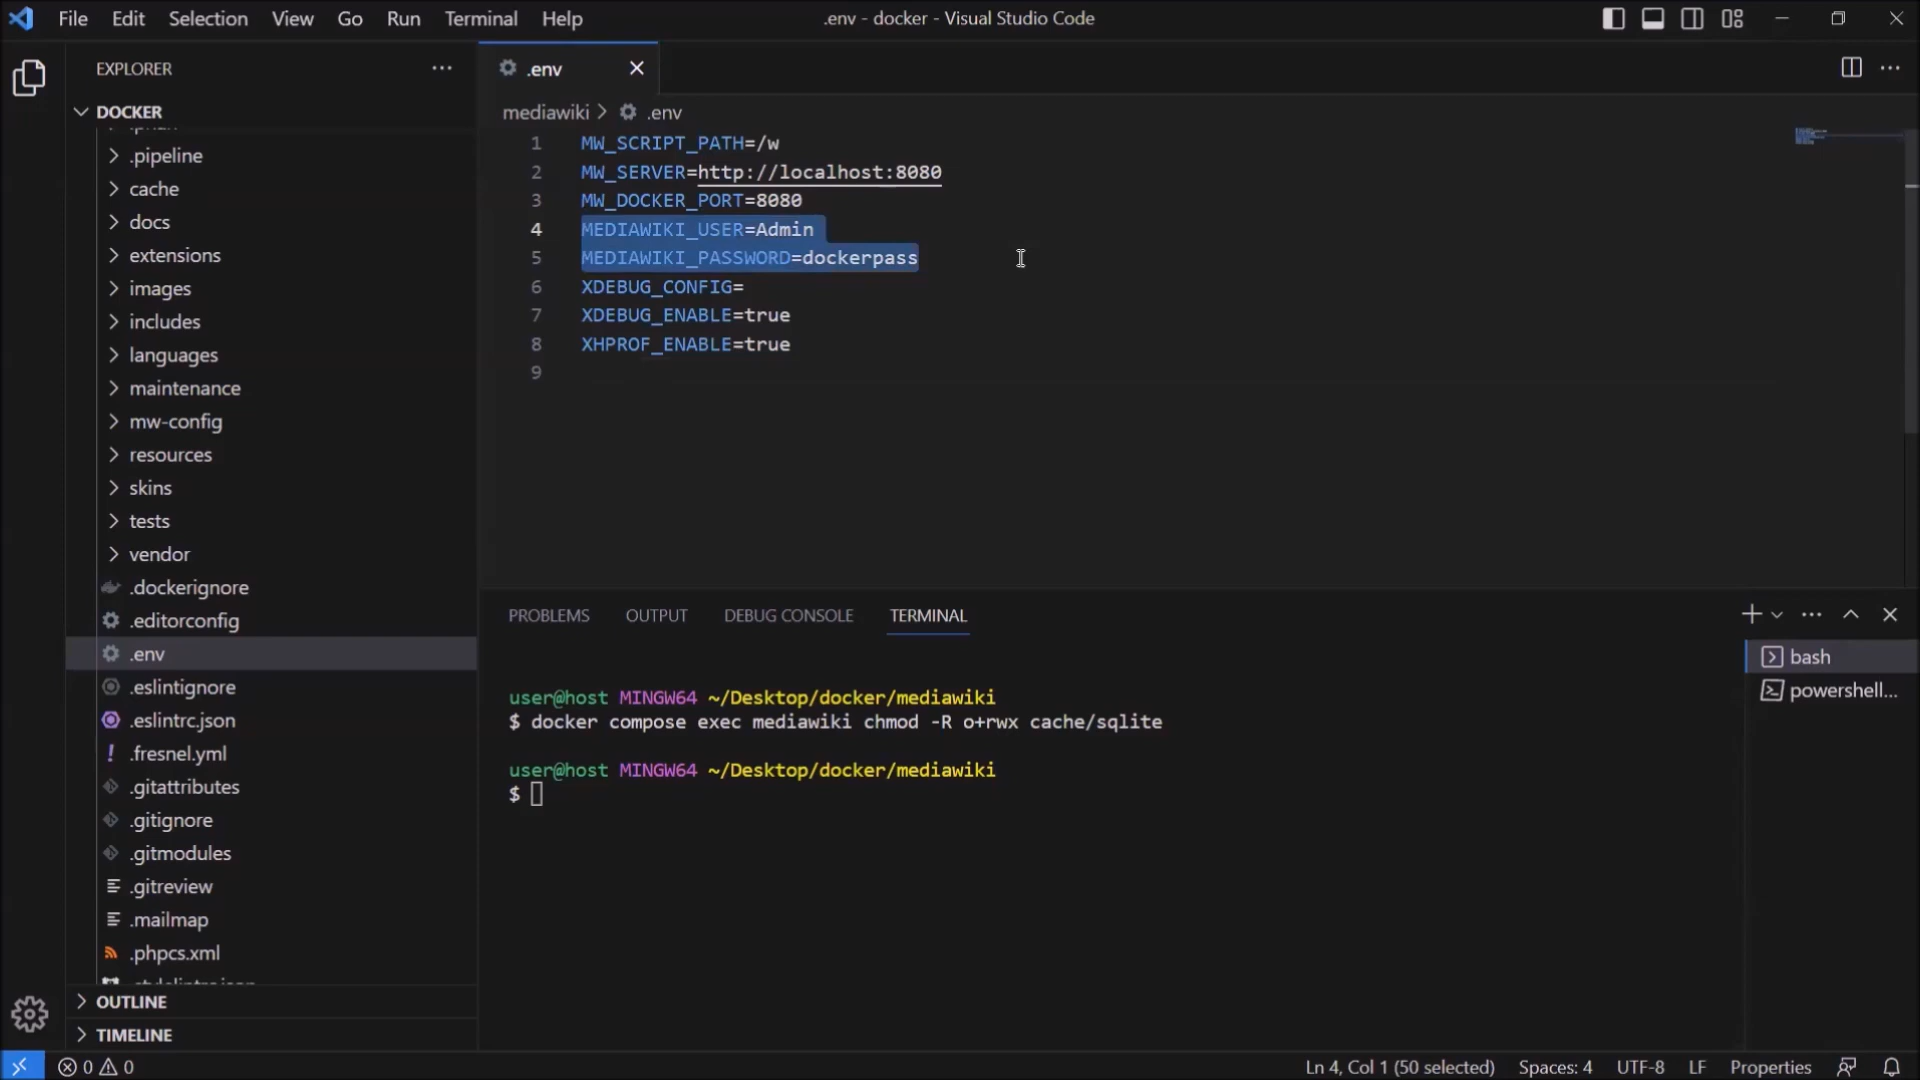 File Edit Selection View Go Run Terminal Help
.env - docker - Visual Studio Code
EXPLORER
DOCKER
.pipeline
cache
docs
extensions
images
includes
languages
maintenance
mw-config
resources
skins
tests
vendor
.dockerignore
.editorconfig
.env
.eslintignore
.eslintrc.json
.fresnel.yml
.gitattributes
.gitignore
.gitmodules
.gitreview
.mailmap
.phpcs.xml
OUTLINE
TIMELINE
.env
mediawiki > .env
1 MW_SCRIPT_PATH=/w
2 MW_SERVER=http://localhost:8080
3 MW_DOCKER_PORT=8080
4 MEDIAWIKI_USER=Admin
5 MEDIAWIKI_PASSWORD=dockerpass
6 XDEBUG_CONFIG=
7 XDEBUG_ENABLE=true
8 XHPROF_ENABLE=true
9
PROBLEMS OUTPUT DEBUG CONSOLE TERMINAL
user@host MINGW64 ~/Desktop/docker/mediawiki
$ docker compose exec mediawiki chmod -R o+rwx cache/sqlite
user@host MINGW64 ~/Desktop/docker/mediawiki
$
bash
powershell...
0 0
Ln 4, Col 1 (50 selected) Spaces: 4 UTF-8 LF Properties